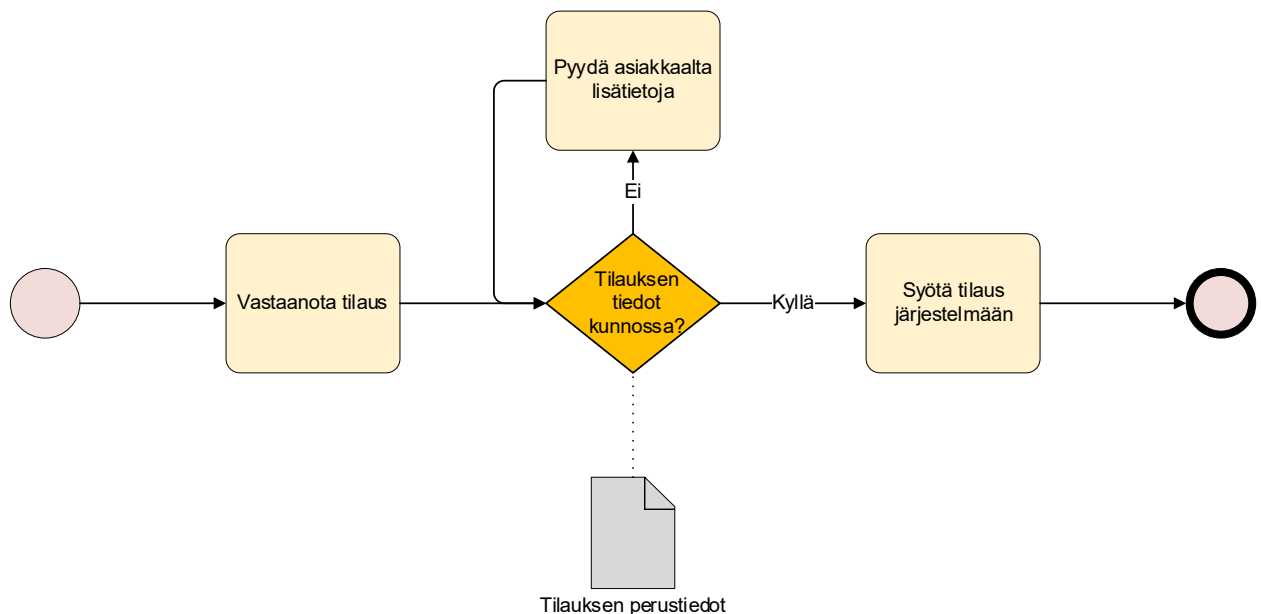 Pyydä asiakkaalta
lisätietoja
Ei
Vastaanota tilaus
Tilauksen
tiedot
kunnossa?
Kyllä
Syötä tilaus
järjestelmään
Tilauksen perustiedot